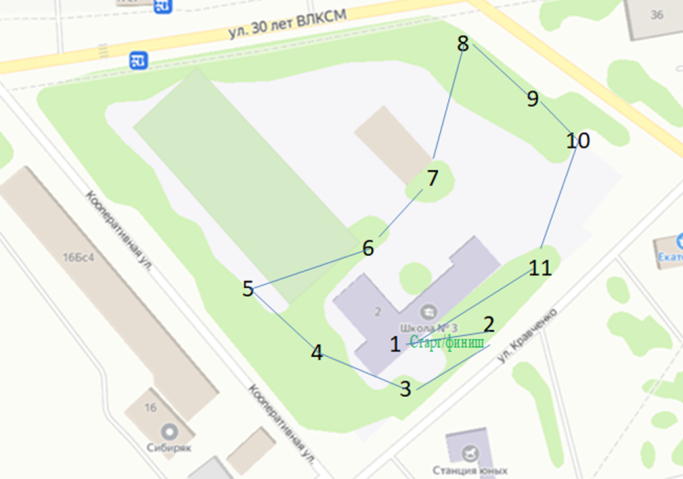 36
ул. 30 лет ВЛКСМ
8
9
10
7
Кооперативная ул.
6
16Бс4
11
5
2
Школа № 3
2
1 Старт/финиш
ул. Кравченко
4
3
16
Сибиряк
Кооперативная ул.
Станция юных